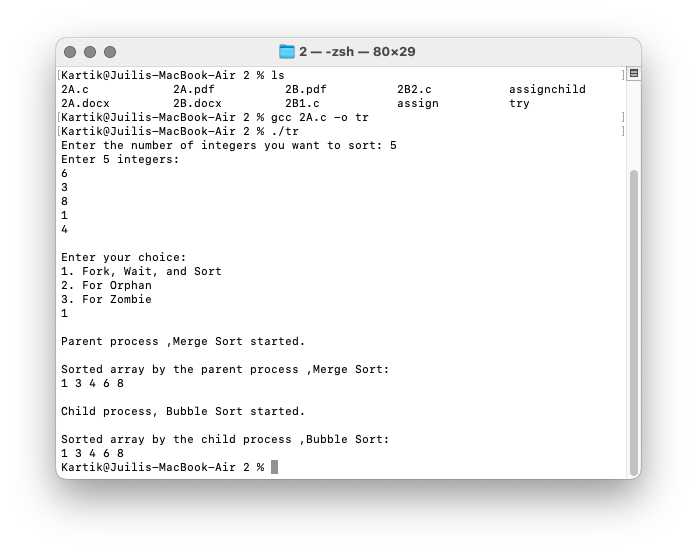 2 — -zsh — 80×29
[Kartik@Juilis-MacBook-Air 2 % ls ]
2A.c 2A.pdf 2B.pdf 2B2.c assignchild
2A.docx 2B.docx 2B1.c assign try
[Kartik@Juilis-MacBook-Air 2 % gcc 2A.c -o tr ]
[Kartik@Juilis-MacBook-Air 2 % ./tr ]
Enter the number of integers you want to sort: 5
Enter 5 integers:
6
3
8
1
4
Enter your choice:
1. Fork, Wait, and Sort
2. For Orphan
3. For Zombie
1
Parent process ,Merge Sort started.
Sorted array by the parent process ,Merge Sort:
1 3 4 6 8
Child process, Bubble Sort started.
Sorted array by the child process ,Bubble Sort:
1 3 4 6 8
Kartik@Juilis-MacBook-Air 2 %